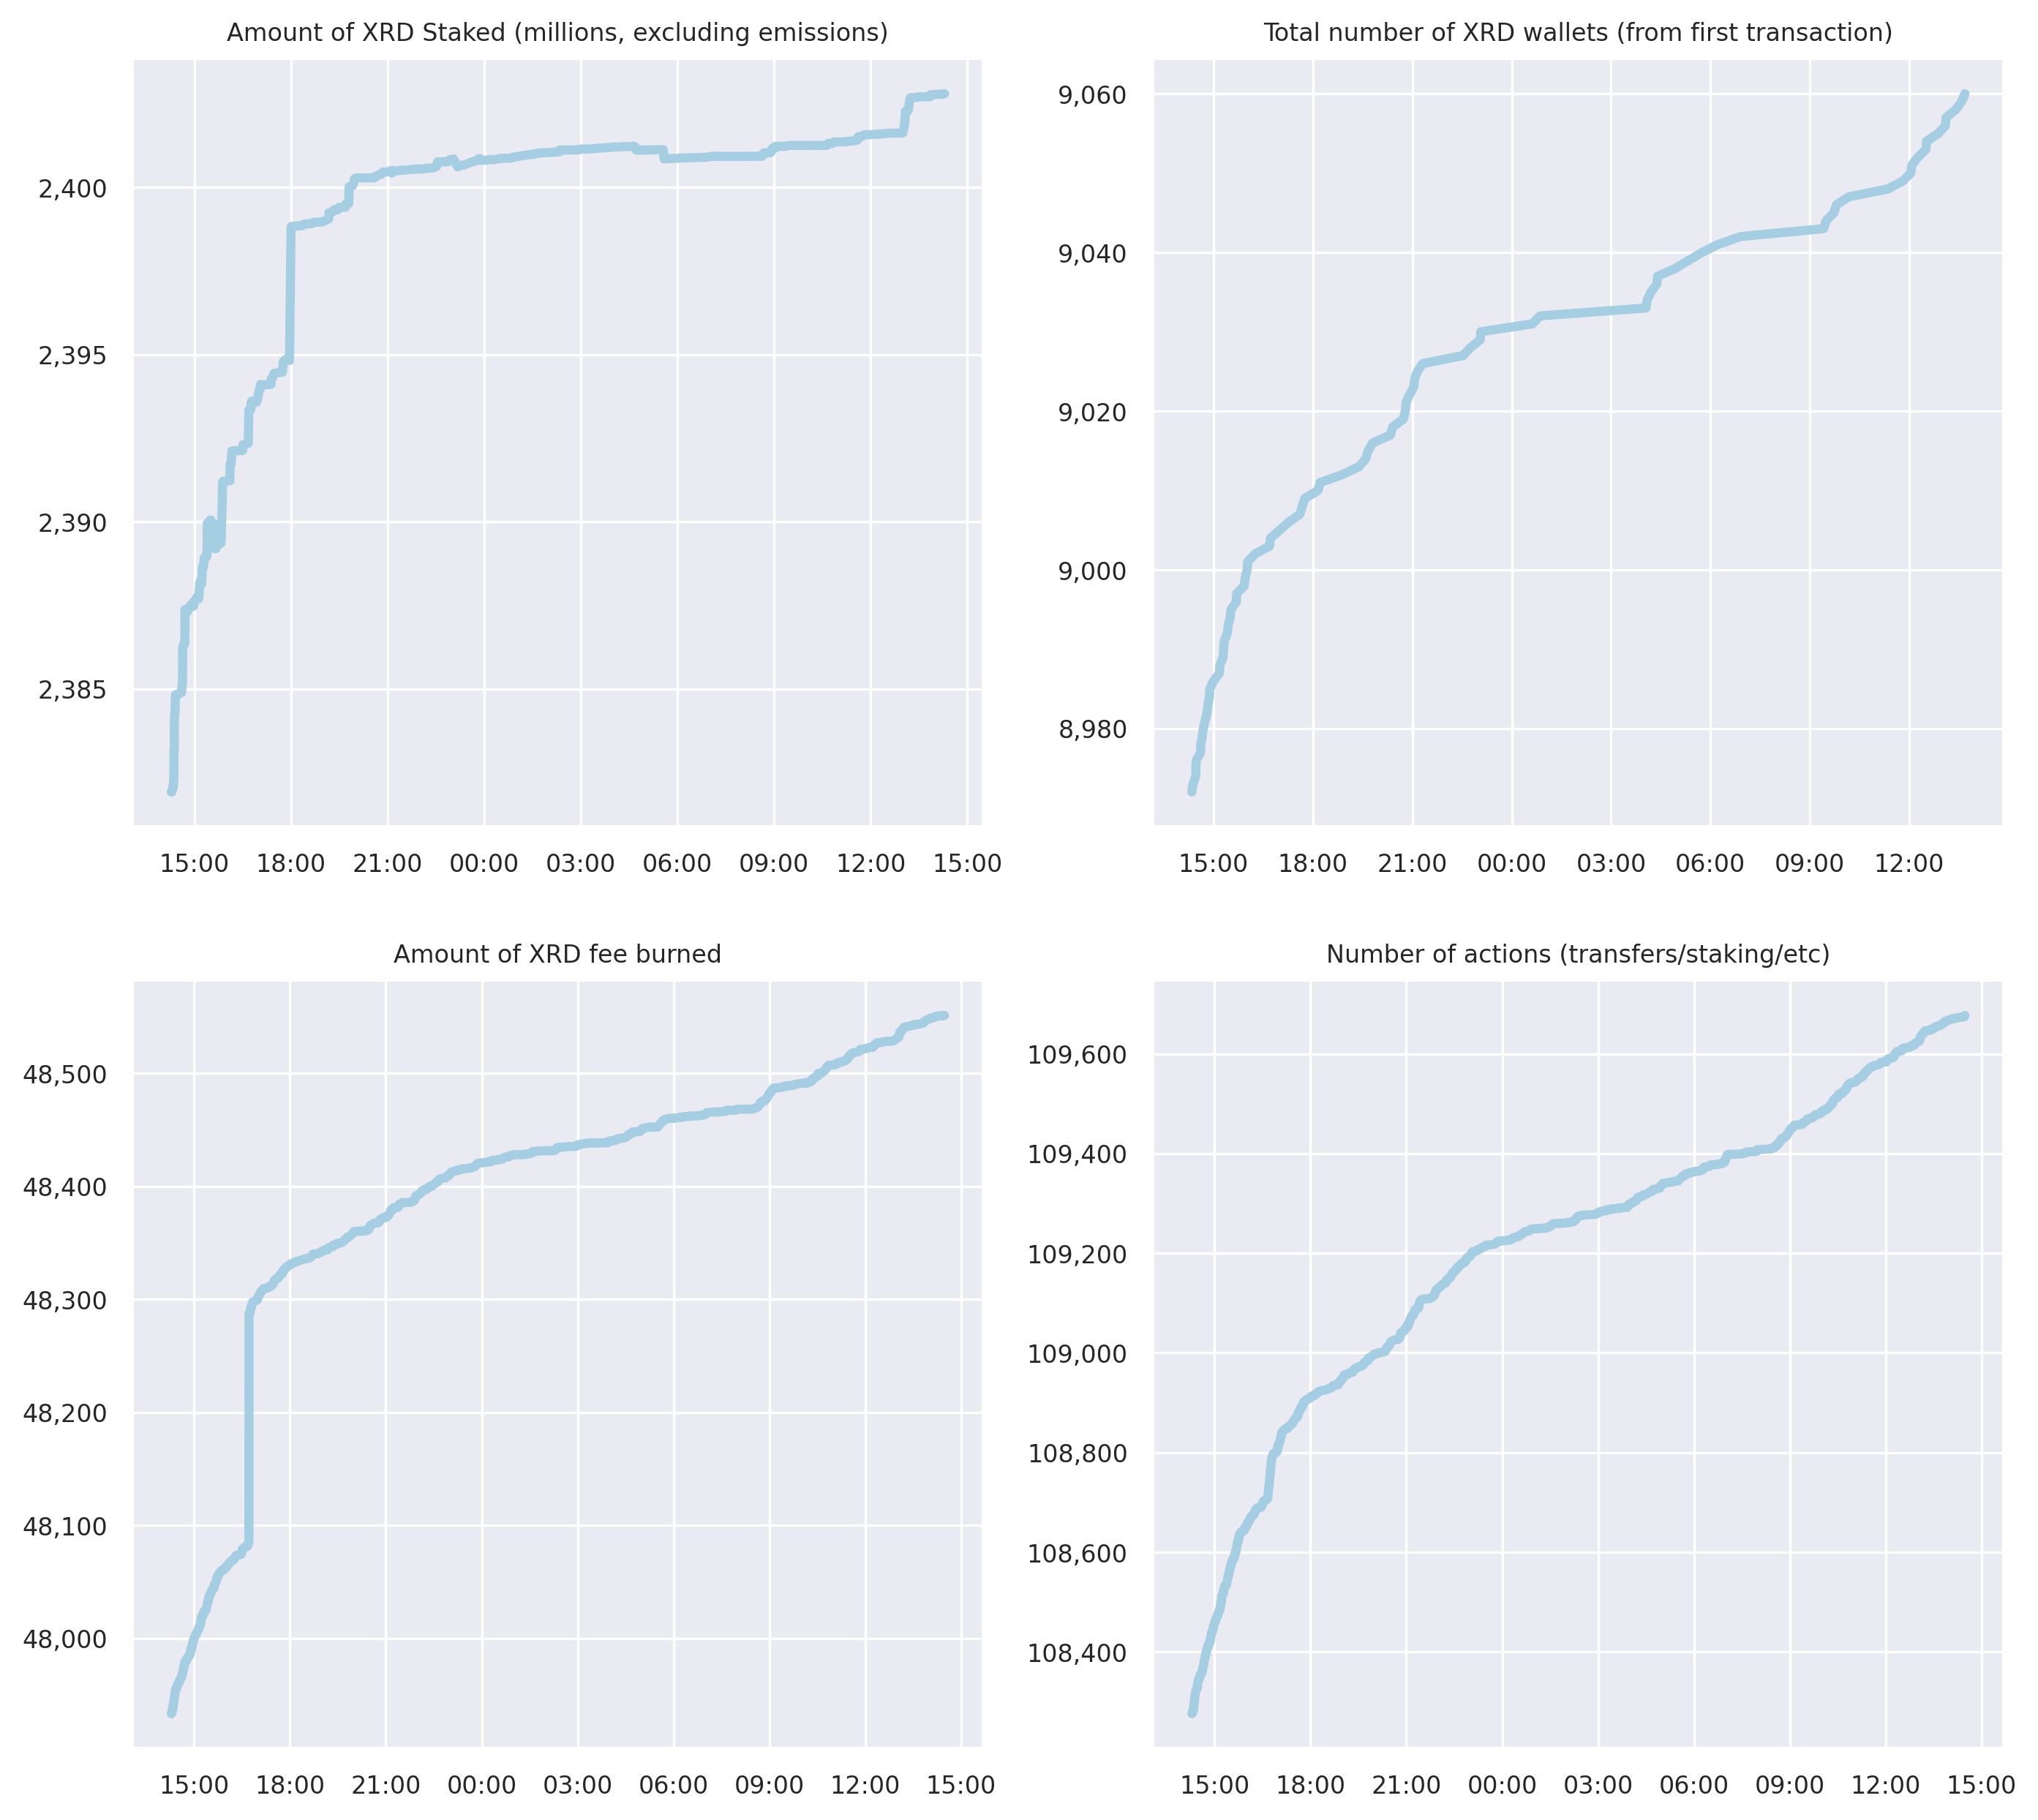 Amount of XRD Staked (millions, excluding emissions)
2,400
2,395
2,390
2,385
15:00 18:00 21:00 00:00 03:00 06:00 09:00 12:00 15:00
Total number of XRD wallets (from first transaction)
9,060
9,040
9,020
9,000
8,980
15:00 18:00 21:00 00:00 03:00 06:00 09:00 12:00
Amount of XRD fee burned
48,500
48,400
48,300
48,200
48,100
48,000
15:00 18:00 21:00 00:00 03:00 06:00 09:00 12:00 15:00
Number of actions (transfers/staking/etc)
109,600
109,400
109,200
109,000
108,800
108,600
108,400
15:00 18:00 21:00 00:00 03:00 06:00 09:00 12:00 15:00